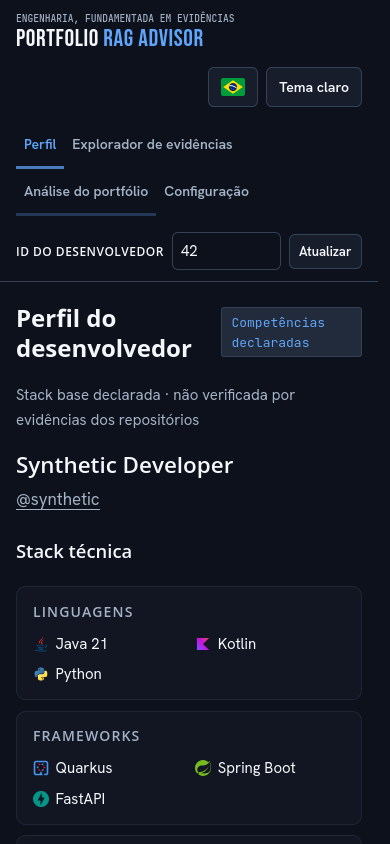 ENGENHARIA, FUNDAMENTADA EM EVIDÊNCIAS
PORTFOLIO RAG ADVISOR
Tema claro
Perfil
Explorador de evidências
Análise do portfólio
Configuração
ID DO DESENVOLVEDOR
42
Atualizar
Perfil do
desenvolvedor
Competências
declaradas
Stack base declarada · não verificada por
evidências dos repositórios
Synthetic Developer
@synthetic
Stack técnica
LINGUAGENS
Java 21
Kotlin
Python
FRAMEWORKS
Quarkus
Spring Boot
FastAPI